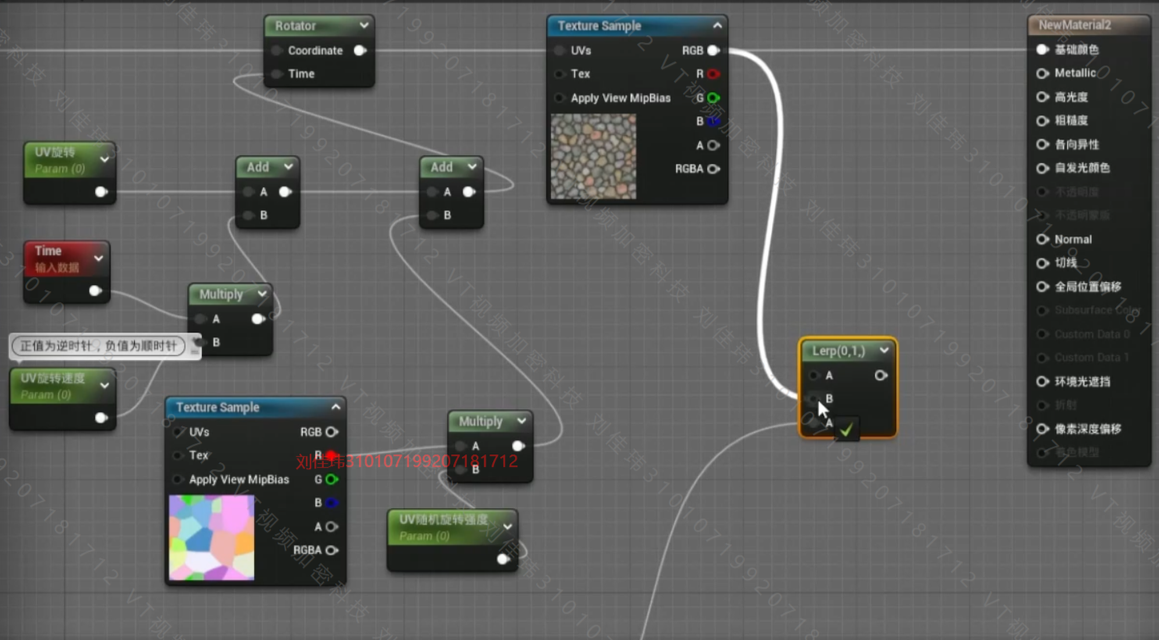 Rotator
Coordinate
Time
Texture Sample
UVs
RGB
Tex
R
Apply View MipBias
G
B
A
RGBA
NewMaterial2
基础颜色
Metallic
高光度
粗糙度
各向异性
自发光颜色
不透明度
不透明蒙版
Normal
切线
全局位置偏移
Subsurface Color
Custom Data 0
Custom Data 1
环境光遮挡
折射
像素深度偏移
着色模型
UV旋转
Param (0)
Add
A
B
Add
A
B
Time
输入数据
Multiply
A
B
正值为逆时针，负值为顺时针
UV旋转速度
Param (0)
Lerp(0,1,)
A
B
A
Texture Sample
UVs
RGB
Tex
R
Apply View MipBias
G
B
A
RGBA
Multiply
A
B
刘佳玮310107199207181712
UV随机旋转强度
Param (0)